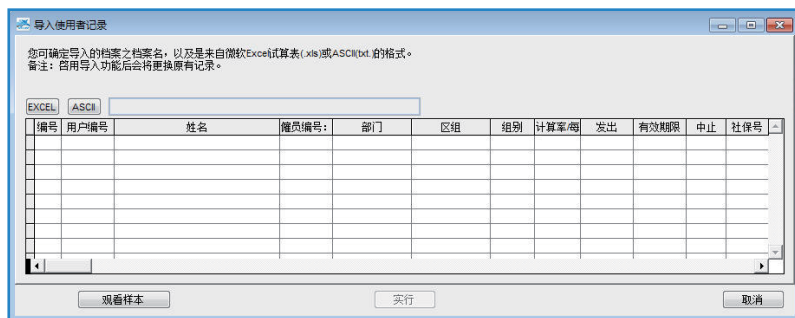 导入使用者记录
您可确定导入的档案之档案名，以及是来自微软Excel试算表(.xls)或ASCII(txt.)的格式。
备注：启用导入功能后会将更换原有记录。
EXCEL ASCII
编号 用户编号 姓名 僱员编号: 部门 区组 组别 计算率/每 发出 有效期限 中止 社保号
观看样本 实行 取消